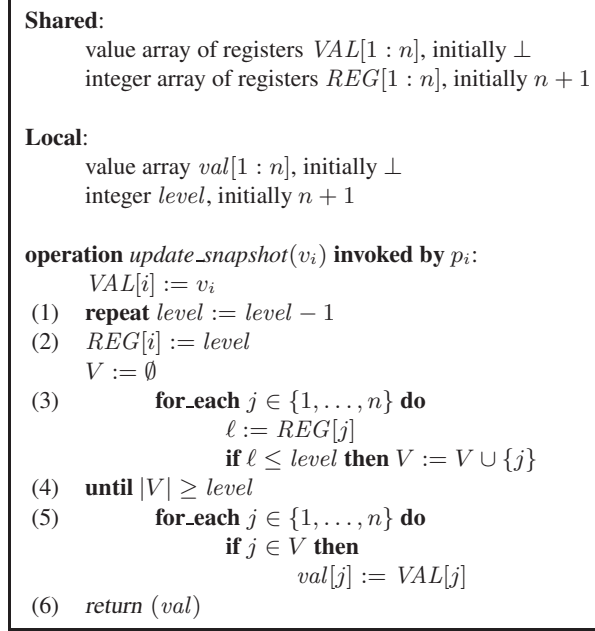 Shared:
value array of registers VAL[1 : n], initially ⊥
integer array of registers REG[1 : n], initially n + 1
Local:
value array val[1 : n], initially ⊥
integer level, initially n + 1
operation update_snapshot(v_i) invoked by p_i:
VAL[i] := v_i
(1) repeat level := level − 1
(2) REG[i] := level
V := ∅
(3) for_each j ∈ {1, . . . , n} do
ℓ := REG[j]
if ℓ ≤ level then V := V ∪ {j}
(4) until |V| ≥ level
(5) for_each j ∈ {1, . . . , n} do
if j ∈ V then
val[j] := VAL[j]
(6) return (val)